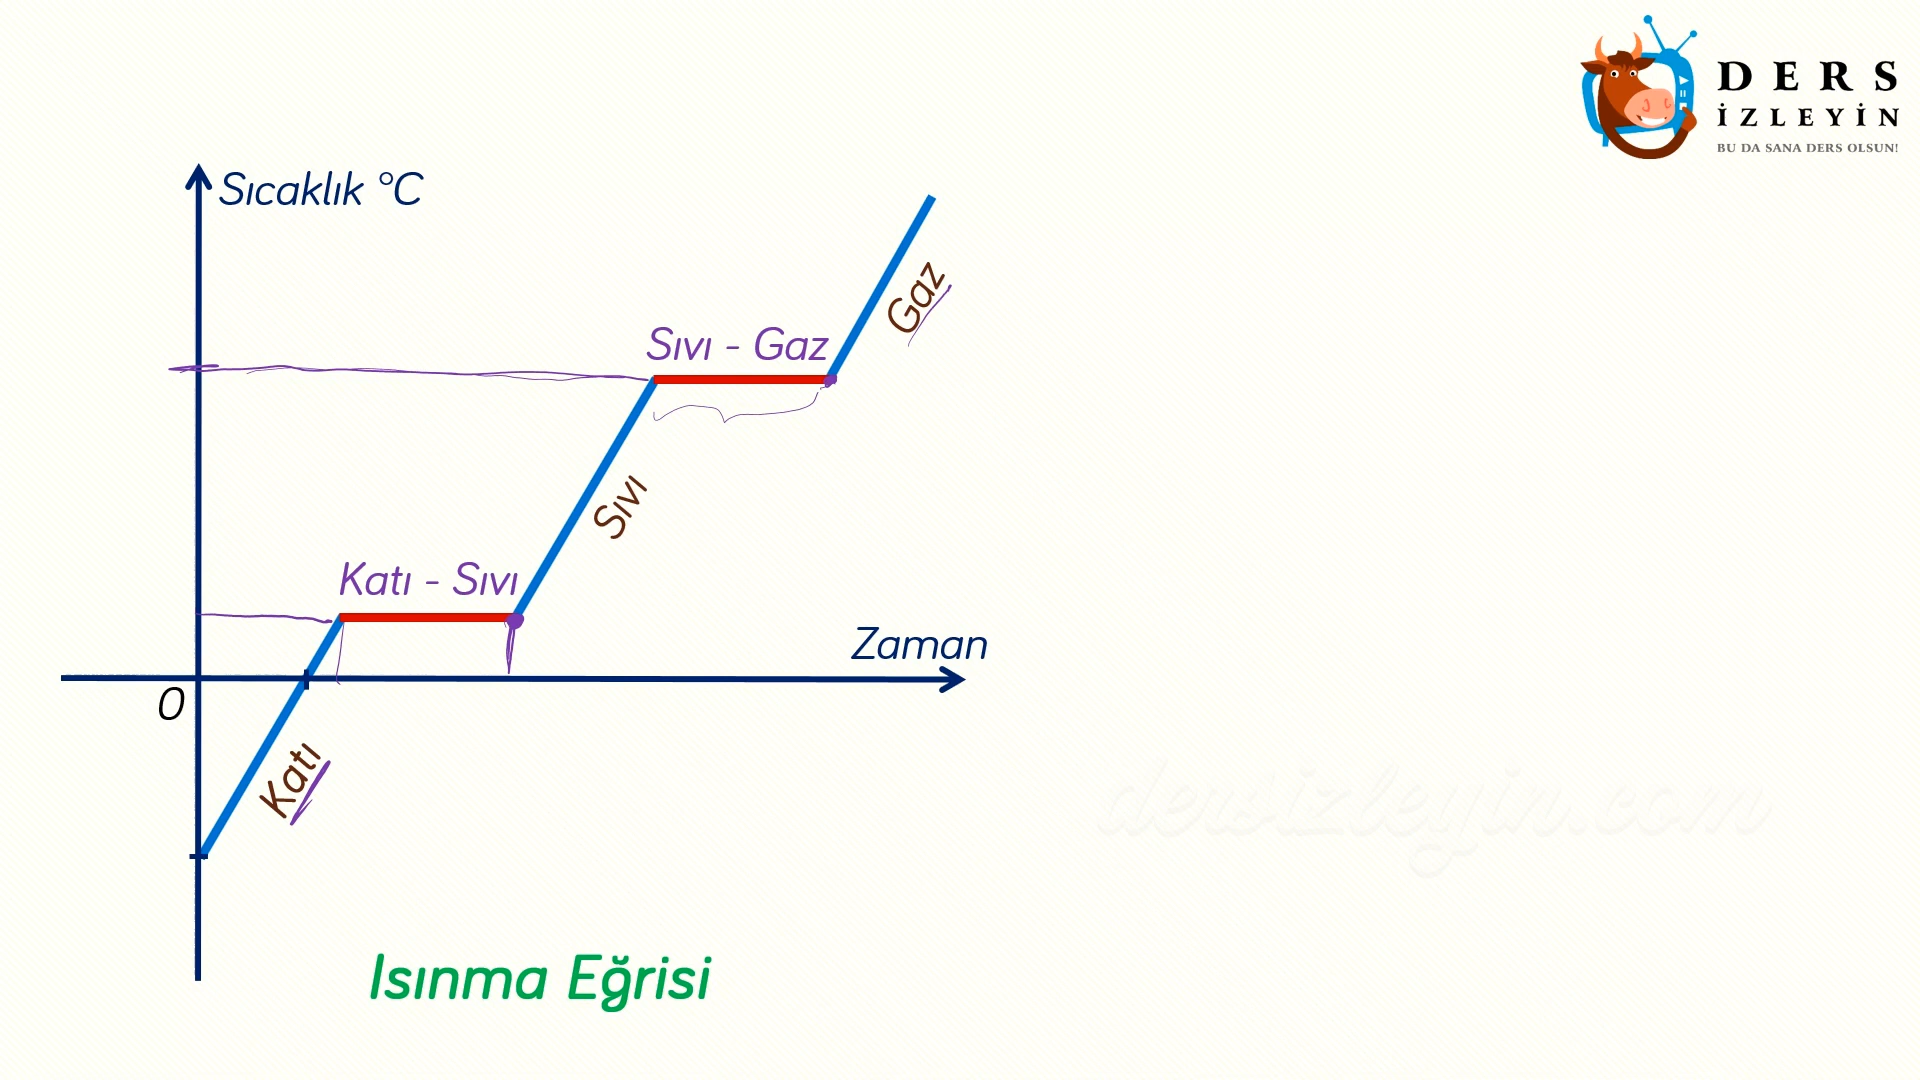 DERS
İZLEYİN
BU DA SANA DERS OLSUN!
Sıcaklık °C
Gaz
Sıvı - Gaz
Sıvı
Katı - Sıvı
Zaman
0
Katı
dersizleyin.com
Isınma Eğrisi